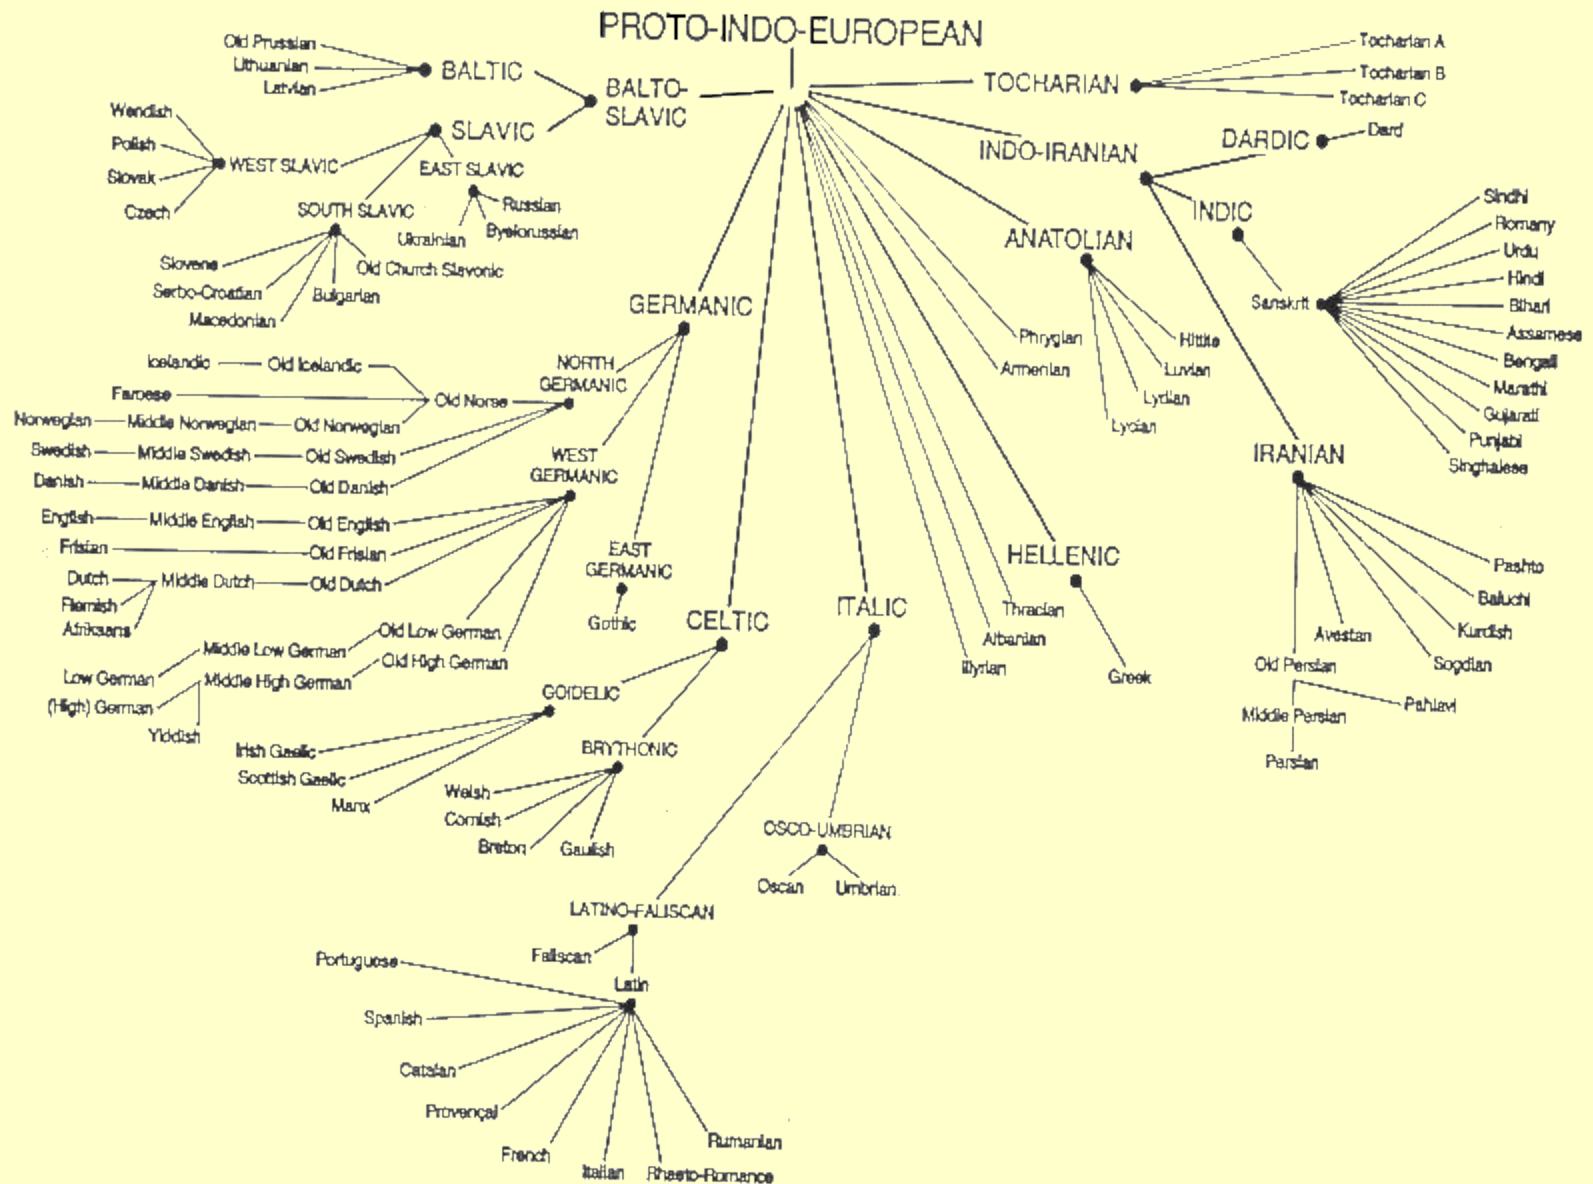 PROTO-INDO-EUROPEAN
Old Prussian
Lithuanian
Latvian
BALTIC
BALTO-
SLAVIC
SLAVIC
Wendish
Polish
Slovak
Czech
WEST SLAVIC
EAST SLAVIC
Russian
Byelorussian
Ukrainian
SOUTH SLAVIC
Slovene
Serbo-Croatian
Macedonian
Bulgarian
Old Church Slavonic
TOCHARIAN
Tocharian A
Tocharian B
Tocharian C
INDO-IRANIAN
DARDIC
Dard
INDIC
Sanskrit
Sindhi
Romany
Urdu
Hindi
Bihari
Assamese
Bengali
Marathi
Gujarati
Punjabi
Singhalese
ANATOLIAN
Hittite
Luvian
Lydian
Lycian
Phrygian
Armenian
IRANIAN
Pashto
Baluchi
Kurdish
Sogdian
Avestan
Old Persian
Pahlavi
Middle Persian
Persian
GERMANIC
NORTH
GERMANIC
Icelandic
Old Icelandic
Faroese
Old Norse
Norwegian
Middle Norwegian
Old Norwegian
Swedish
Middle Swedish
Old Swedish
Danish
Middle Danish
Old Danish
WEST
GERMANIC
English
Middle English
Old English
Frisian
Old Frisian
Dutch
Middle Dutch
Old Dutch
Flemish
Afrikaans
Old Low German
Middle Low German
Low German
Old High German
Middle High German
(High) German
Yiddish
EAST
GERMANIC
Gothic
CELTIC
GOIDELIC
Irish Gaelic
Scottish Gaelic
Manx
BRYTHONIC
Welsh
Cornish
Breton
Gaulish
ITALIC
OSCO-UMBRIAN
Oscan
Umbrian
LATINO-FALISCAN
Faliscan
Latin
Portuguese
Spanish
Catalan
Provençal
French
Italian
Rhaeto-Romance
Rumanian
HELLENIC
Greek
Thracian
Albanian
Illyrian